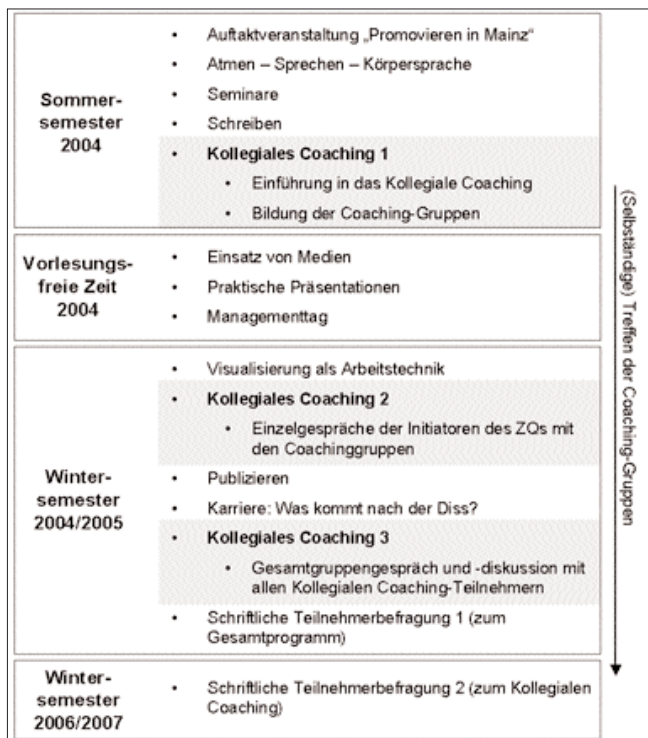 Sommer-
semester
2004
• Auftaktveranstaltung „Promovieren in Mainz“
• Atmen – Sprechen – Körpersprache
• Seminare
• Schreiben
• Kollegiales Coaching 1
• Einführung in das Kollegiale Coaching
• Bildung der Coaching-Gruppen
Vorlesungs-
freie Zeit
2004
• Einsatz von Medien
• Praktische Präsentationen
• Managementtag
Winter-
semester
2004/2005
• Visualisierung als Arbeitstechnik
• Kollegiales Coaching 2
• Einzelgespräche der Initiatoren des ZQs mit
den Coachinggruppen
• Publizieren
• Karriere: Was kommt nach der Diss?
• Kollegiales Coaching 3
• Gesamtgruppengespräch und -diskussion mit
allen Kollegialen Coaching-Teilnehmern
• Schriftliche Teilnehmerbefragung 1 (zum
Gesamtprogramm)
Winter-
semester
2006/2007
• Schriftliche Teilnehmerbefragung 2 (zum Kollegialen
Coaching)
(Selbständige) Treffen der Coaching-Gruppen